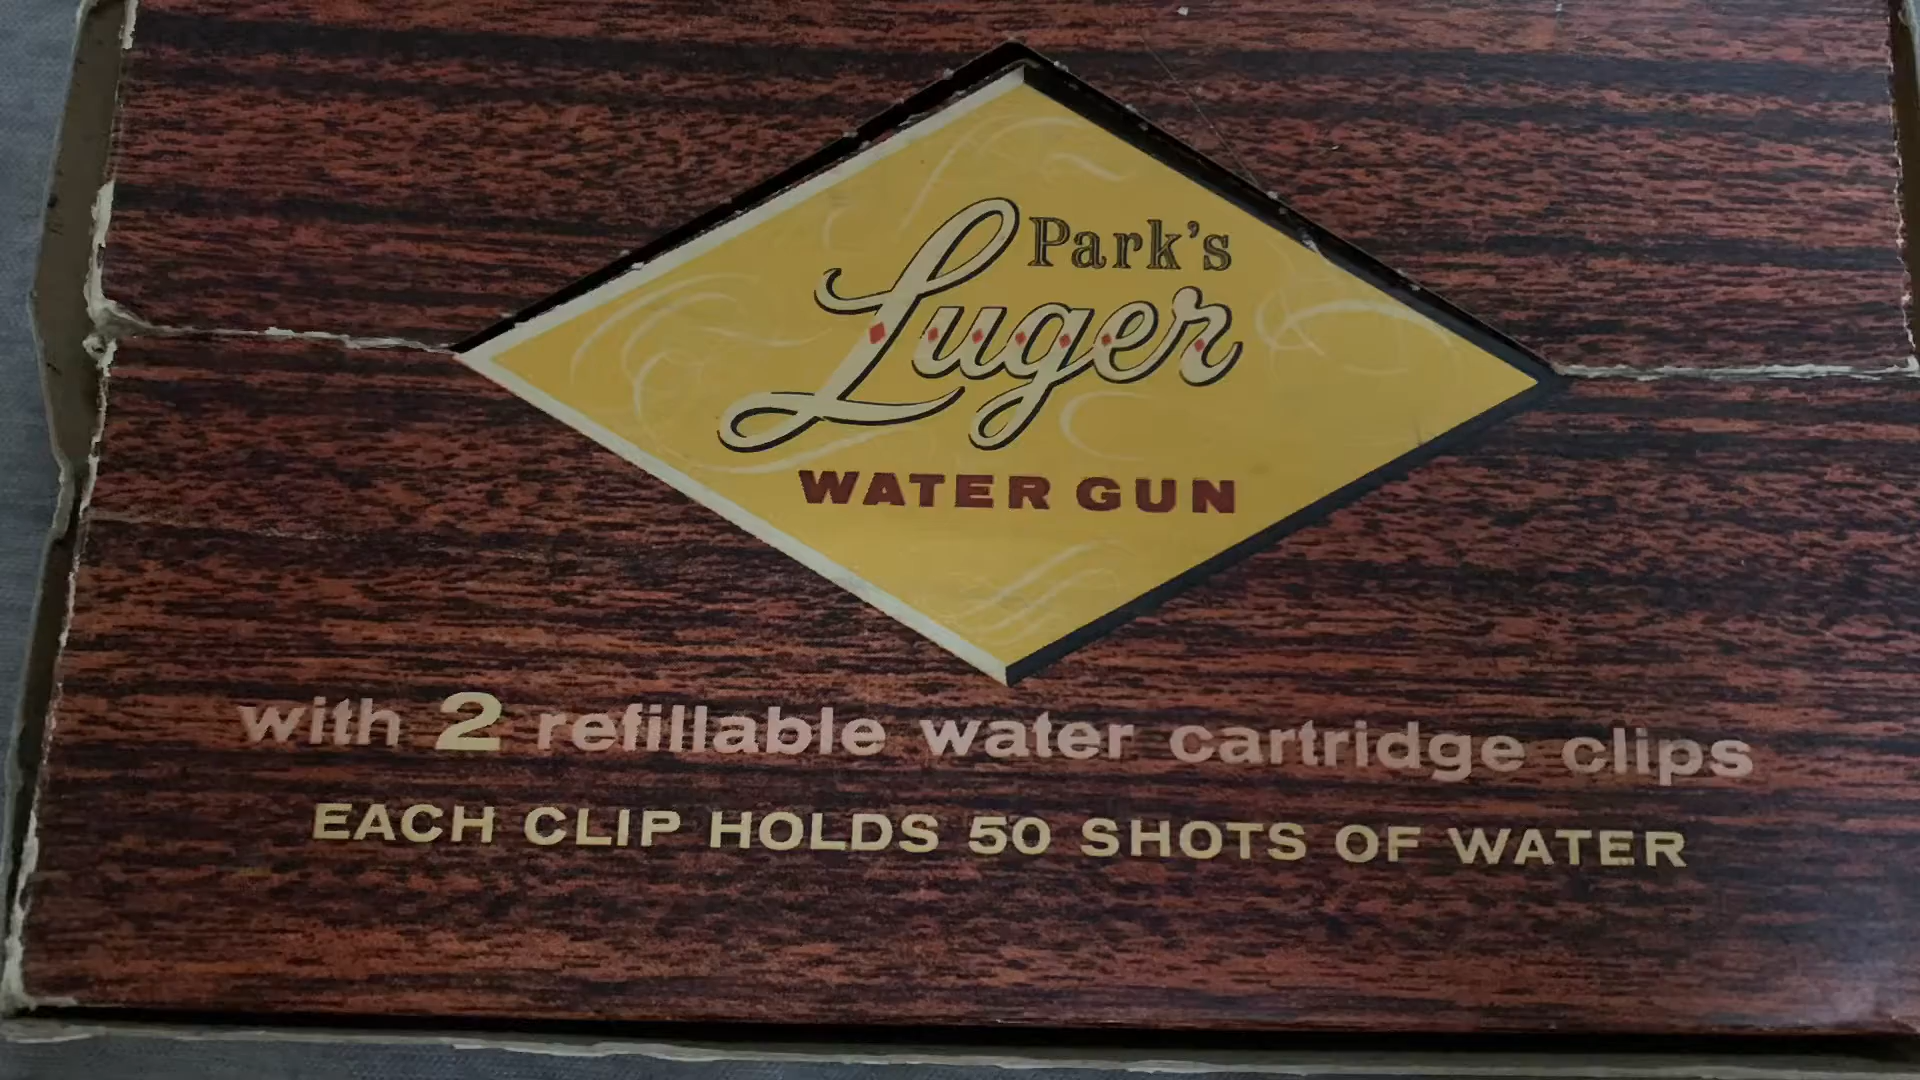 Park's
Luger
WATER GUN
with 2 refillable water cartridge clips
EACH CLIP HOLDS 50 SHOTS OF WATER